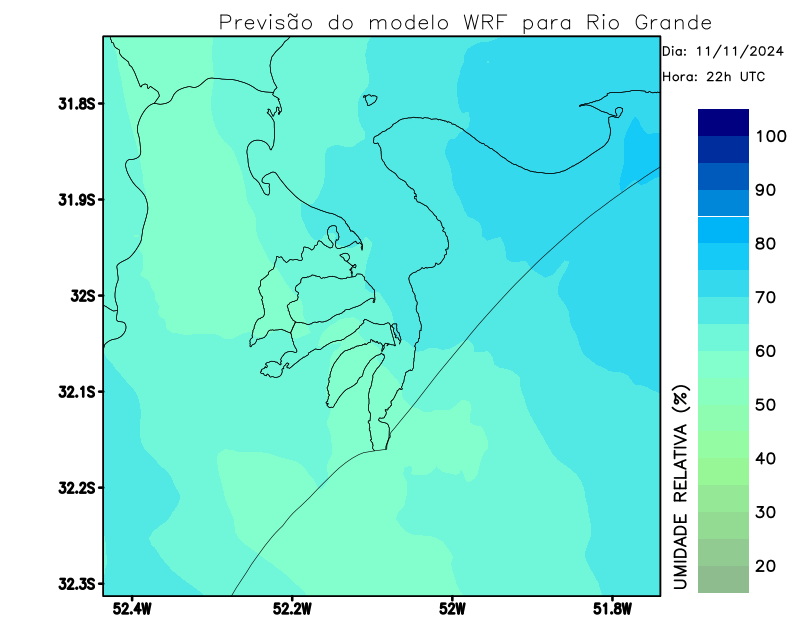 Previsão do modelo WRF para Rio Grande
Dia: 11/11/2024
Hora: 22h UTC
31.8S
31.9S
32S
32.1S
32.2S
32.3S
52.4W
52.2W
52W
51.8W
100
90
80
70
60
50
40
30
20
UMIDADE RELATIVA (%)